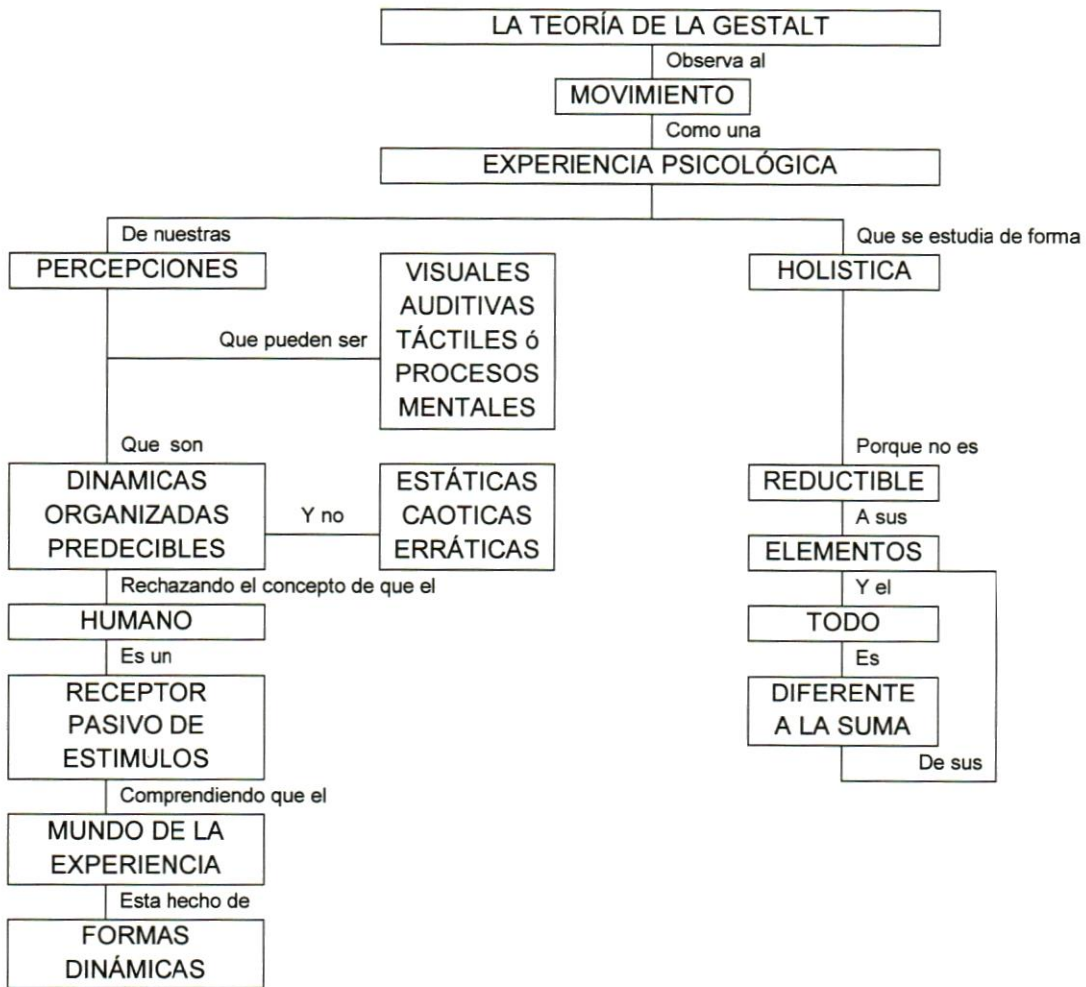 LA TEORÍA DE LA GESTALT
Observa al
MOVIMIENTO
Como una
EXPERIENCIA PSICOLÓGICA
De nuestras
PERCEPCIONES
Que pueden ser
VISUALES
AUDITIVAS
TÁCTILES ó
PROCESOS
MENTALES
Que son
DINAMICAS
ORGANIZADAS
PREDECIBLES
Y no
ESTÁTICAS
CAOTICAS
ERRÁTICAS
Rechazando el concepto de que el
HUMANO
Es un
RECEPTOR
PASIVO DE
ESTIMULOS
Comprendiendo que el
MUNDO DE LA
EXPERIENCIA
Esta hecho de
FORMAS
DINÁMICAS
Que se estudia de forma
HOLISTICA
Porque no es
REDUCTIBLE
A sus
ELEMENTOS
Y el
TODO
Es
DIFERENTE
A LA SUMA
De sus